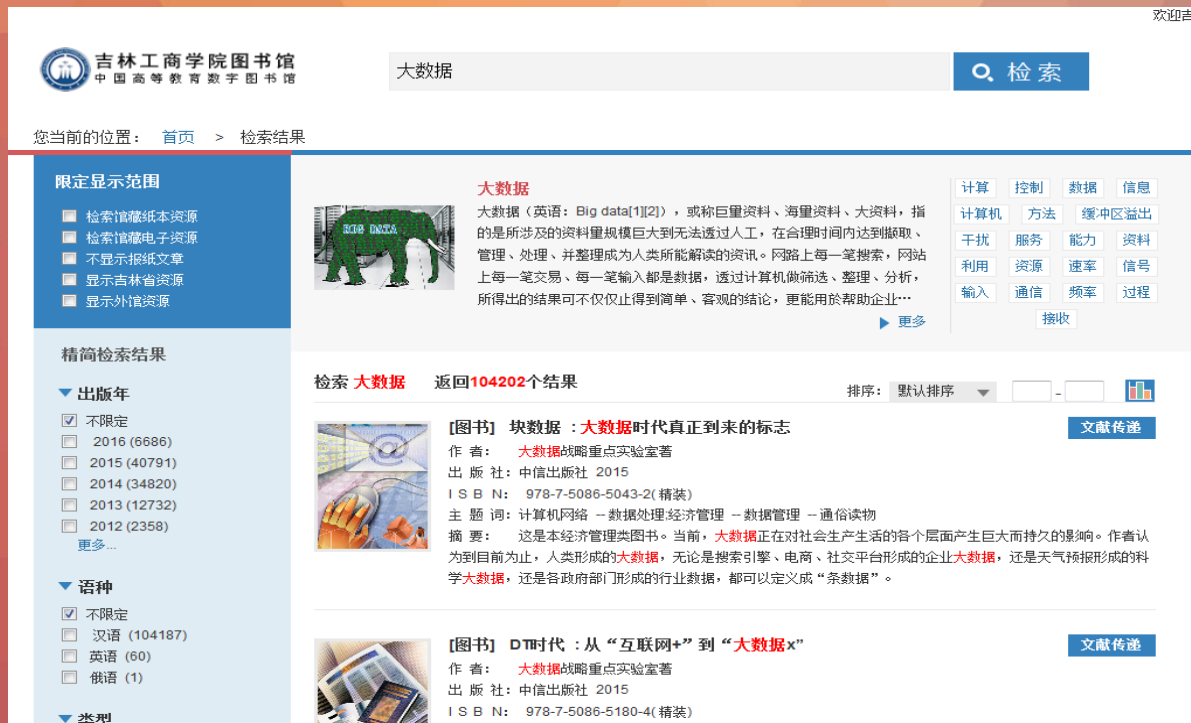 欢迎吉
吉林工商学院图书馆
中国高等教育数字图书馆
大数据
检索
您当前的位置： 首页 > 检索结果
限定显示范围
检索馆藏纸本资源
检索馆藏电子资源
不显示报纸文章
显示吉林省资源
显示外馆资源
精简检索结果
出版年
不限定
2016 (6686)
2015 (40791)
2014 (34820)
2013 (12732)
2012 (2358)
更多...
语种
不限定
汉语 (104187)
英语 (60)
俄语 (1)
类型
BIG DATA
大数据
大数据（英语：Big data[1][2]），或称巨量资料、海量资料、大资料，指
的是所涉及的资料量规模巨大到无法透过人工，在合理时间内达到撷取、
管理、处理、并整理成为人类所能解读的资讯。网路上每一笔搜索，网站
上每一笔交易、每一笔输入都是数据，透过计算机做筛选、整理、分析，
所得出的结果可不仅仅止得到简单、客观的结论，更能用於帮助企业…
更多
计算 控制 数据 信息
计算机 方法 缓冲区溢出
干扰 服务 能力 资料
利用 资源 速率 信号
输入 通信 频率 过程
接收
检索 大数据 返回104202个结果
排序： 默认排序 -
[图书] 块数据 ：大数据时代真正到来的标志
文献传递
作 者： 大数据战略重点实验室著
出 版 社：中信出版社 2015
I S B N： 978-7-5086-5043-2(精装)
主 题 词：计算机网络 --数据处理;经济管理 --数据管理 --通俗读物
摘 要： 这是本经济管理类图书。当前，大数据正在对社会生产生活的各个层面产生巨大而持久的影响。作者认
为到目前为止，人类形成的大数据，无论是搜索引擎、电商、社交平台形成的企业大数据，还是天气预报形成的科
学大数据，还是各政府部门形成的行业数据，都可以定义成“条数据”。
[图书] DT时代 ：从“互联网+”到“大数据x”
文献传递
作 者： 大数据战略重点实验室著
出 版 社：中信出版社 2015
I S B N： 978-7-5086-5180-4(精装)